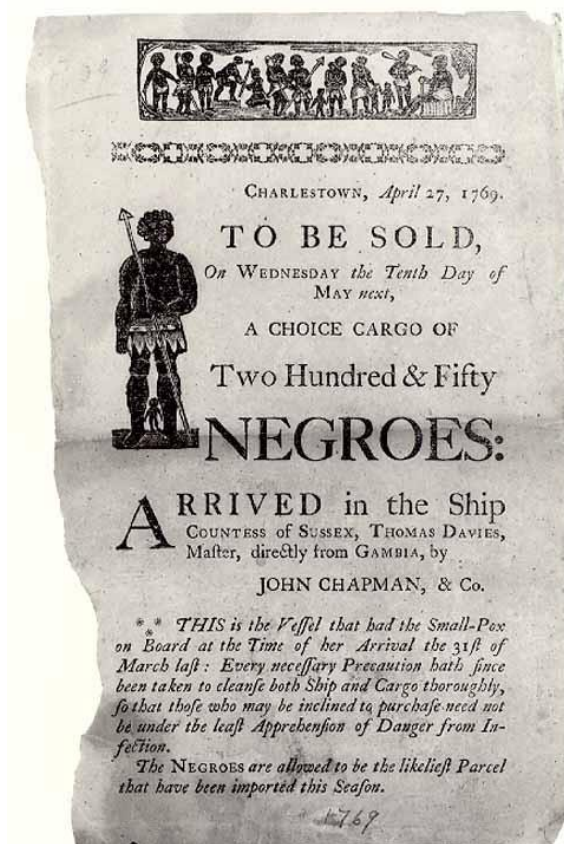 CHARLESTOWN, April 27, 1769.
TO BE SOLD,
On WEDNESDAY the Tenth Day of
MAY next,
A CHOICE CARGO OF
Two Hundred & Fifty
NEGROES:
ARRIVED in the Ship
COUNTESS of SUSSEX, THOMAS DAVIES,
Maſter, directly from GAMBIA, by
JOHN CHAPMAN, & Co.
*⁎* THIS is the Veſſel that had the Small-Pox
on Board at the Time of her Arrival the 31ſt of
March laſt: Every neceſſary Precaution hath ſince
been taken to cleanſe both Ship and Cargo thoroughly,
ſo that thoſe who may be inclined to purchaſe need not
be under the leaſt Apprehenſion of Danger from In-
fection.
The NEGROES are allowed to be the likelieſt Parcel
that have been imported this Seaſon.
1769